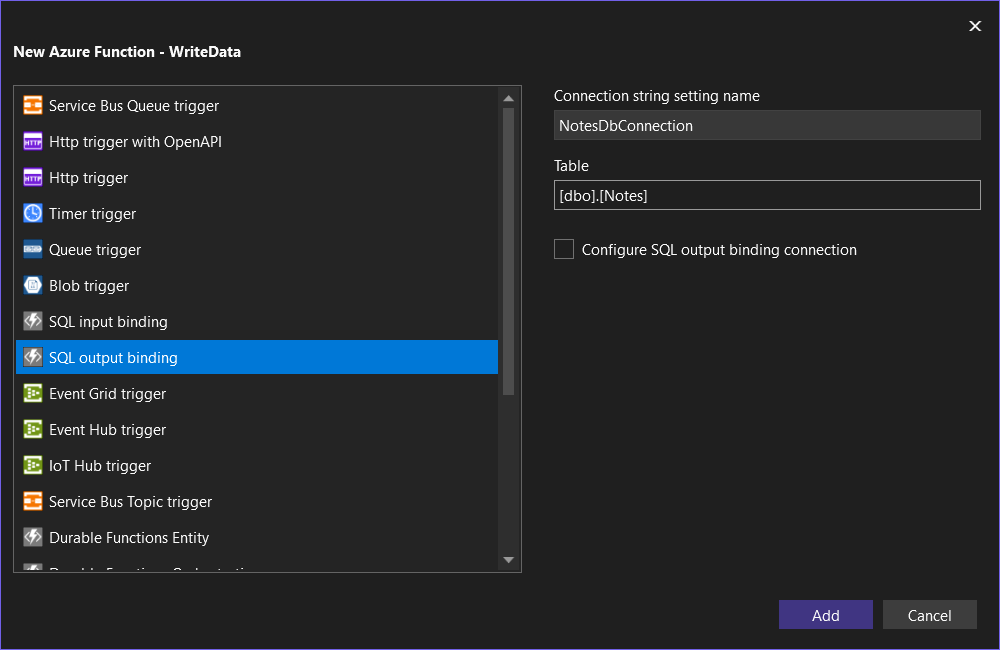 New Azure Function - WriteData
Service Bus Queue trigger
HTTP Http trigger with OpenAPI
HTTP Http trigger
Timer trigger
Queue trigger
Blob trigger
SQL input binding
SQL output binding
Event Grid trigger
Event Hub trigger
IoT Hub trigger
Service Bus Topic trigger
Durable Functions Entity
Connection string setting name
NotesDbConnection
Table
[dbo].[Notes]
Configure SQL output binding connection
Add
Cancel